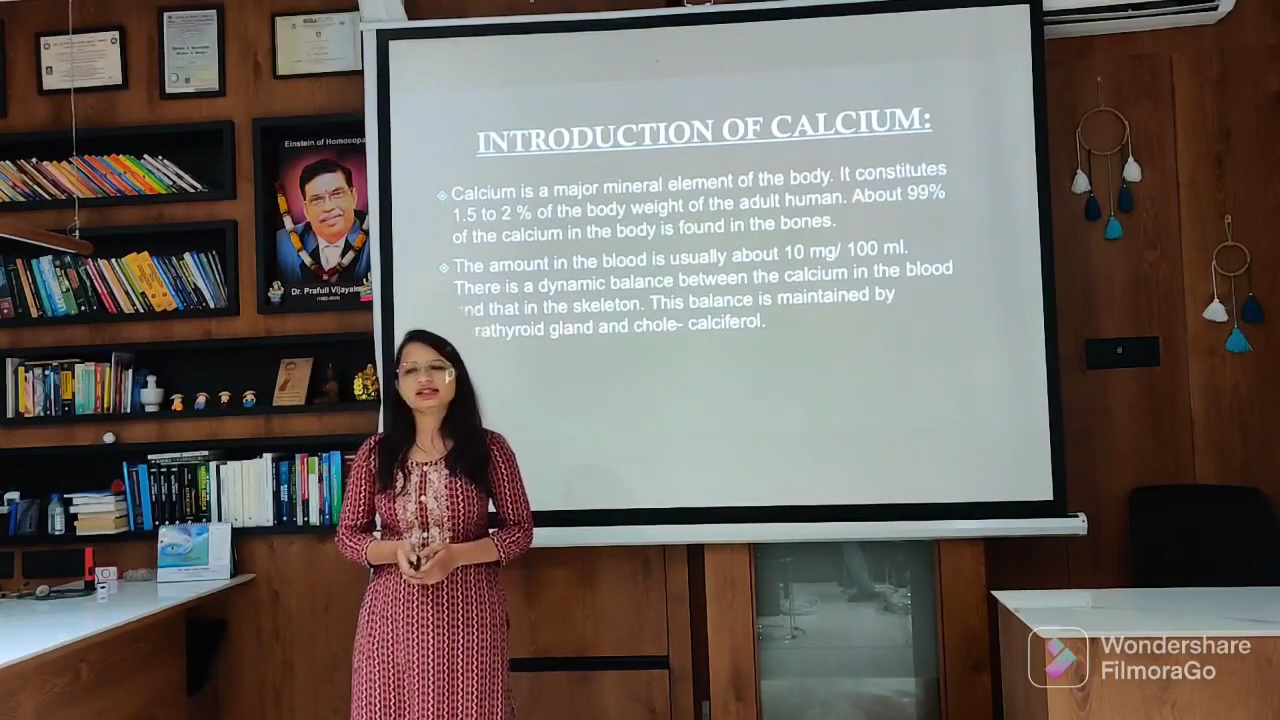 INTRODUCTION OF CALCIUM:
Calcium is a major mineral element of the body. It constitutes
1.5 to 2 % of the body weight of the adult human. About 99%
of the calcium in the body is found in the bones.
The amount in the blood is usually about 10 mg/ 100 ml.
There is a dynamic balance between the calcium in the blood
nd that in the skeleton. This balance is maintained by
rathyroid gland and chole- calciferol.
Einstein of Homoeopa
Dr. Prafull Vijayak
Wondershare
FilmoraGo